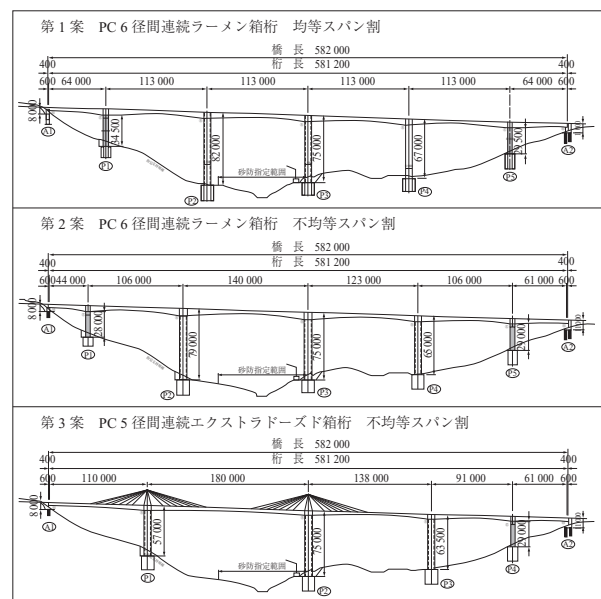 第1案 PC 6径間連続ラーメン箱桁 均等スパン割
橋 長 582 000
400 桁 長 581 200 400
600 64 000 113 000 113 000 113 000 113 000 64 000 600
8 000 34 500 82 000 75 000 67 000
砂防指定範囲
A1 P1 P2 P3 P4 P5 A2
第2案 PC 6径間連続ラーメン箱桁 不均等スパン割
橋 長 582 000
400 桁 長 581 200 400
600 44 000 106 000 140 000 123 000 106 000 61 000 600
8 000 28 000 79 000 75 000 65 000
砂防指定範囲
A1 P1 P2 P3 P4 P5 A2
第3案 PC 5径間連続エクストラドーズド箱桁 不均等スパン割
橋 長 582 000
400 桁 長 581 200 400
600 110 000 180 000 138 000 91 000 61 000 600
8 000 57 000 75 000 63 500
砂防指定範囲
A1 P1 P2 P3 P4 A2